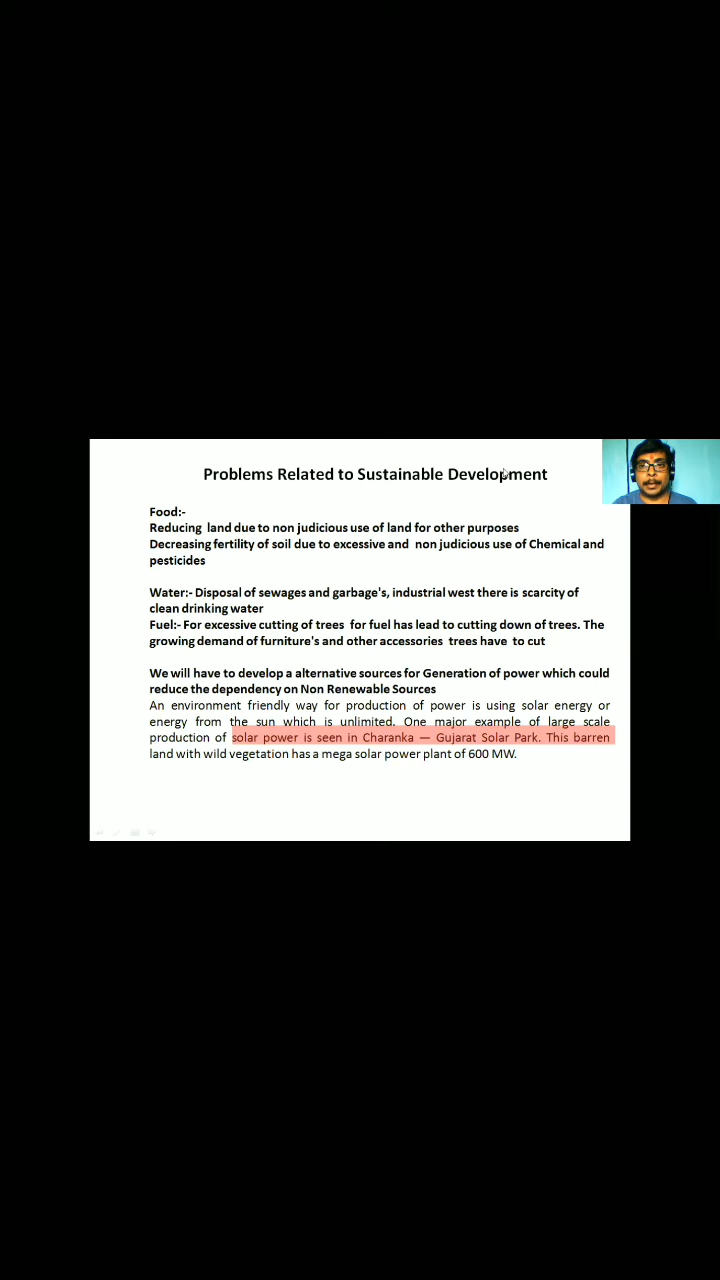 Problems Related to Sustainable Development
Food:-
Reducing land due to non judicious use of land for other purposes
Decreasing fertility of soil due to excessive and non judicious use of Chemical and
pesticides
Water:- Disposal of sewages and garbage's, industrial west there is scarcity of
clean drinking water
Fuel:- For excessive cutting of trees for fuel has lead to cutting down of trees. The
growing demand of furniture's and other accessories trees have to cut
We will have to develop a alternative sources for Generation of power which could
reduce the dependency on Non Renewable Sources
An environment friendly way for production of power is using solar energy or
energy from the sun which is unlimited. One major example of large scale
production of solar power is seen in Charanka — Gujarat Solar Park. This barren
land with wild vegetation has a mega solar power plant of 600 MW.